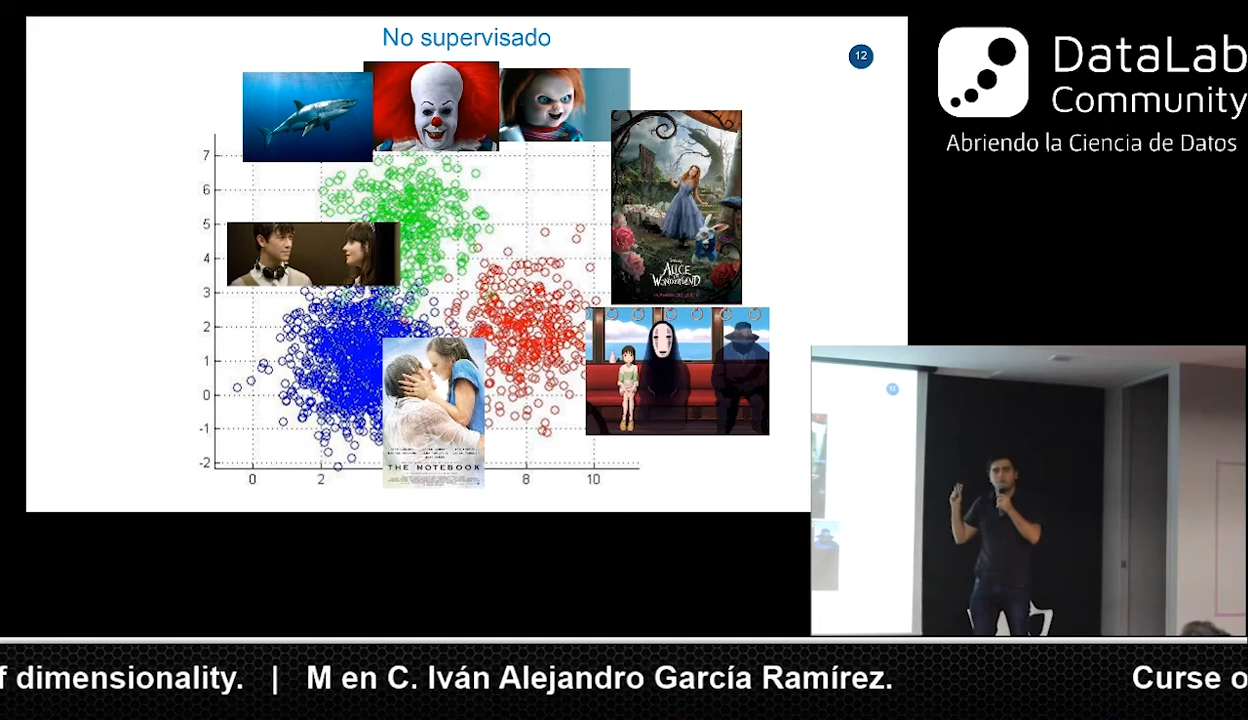 No supervisado
12
DataLab
Community
Abriendo la Ciencia de Datos
7
6
5
4
3
2
1
0
-1
-2
0
2
8
10
ALICE
WONDERLAND
THE NOTEBOOK
f dimensionality. | M en C. Iván Alejandro García Ramírez. Curse o